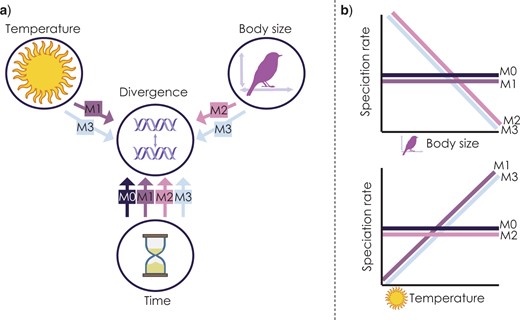 a)
Temperature
Body size
Divergence
M1
M2
M3
M3
M0 M1 M2 M3
Time
b)
Speciation rate
M0
M1
M2
M3
Body size
Speciation rate
M1
M3
M0
M2
Temperature